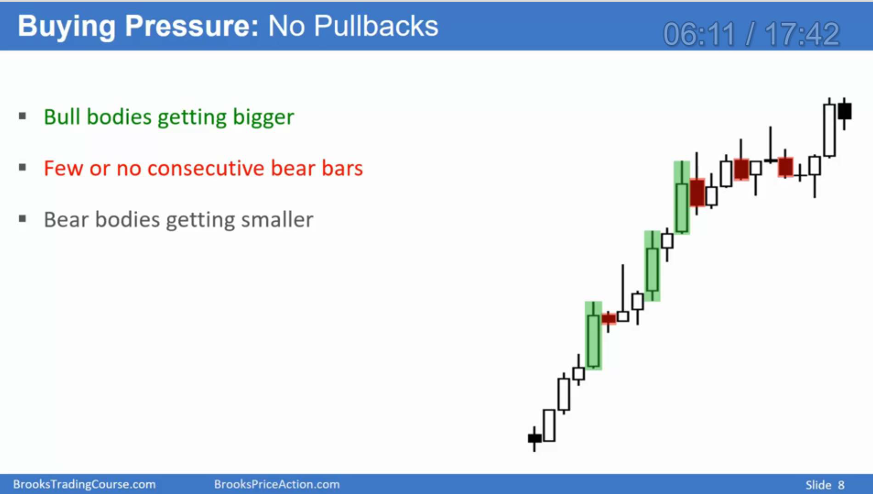 Buying Pressure: No Pullbacks
06:11 / 17:42
▪ Bull bodies getting bigger
▪ Few or no consecutive bear bars
▪ Bear bodies getting smaller
BrooksTradingCourse.com BrooksPriceAction.com Slide 8